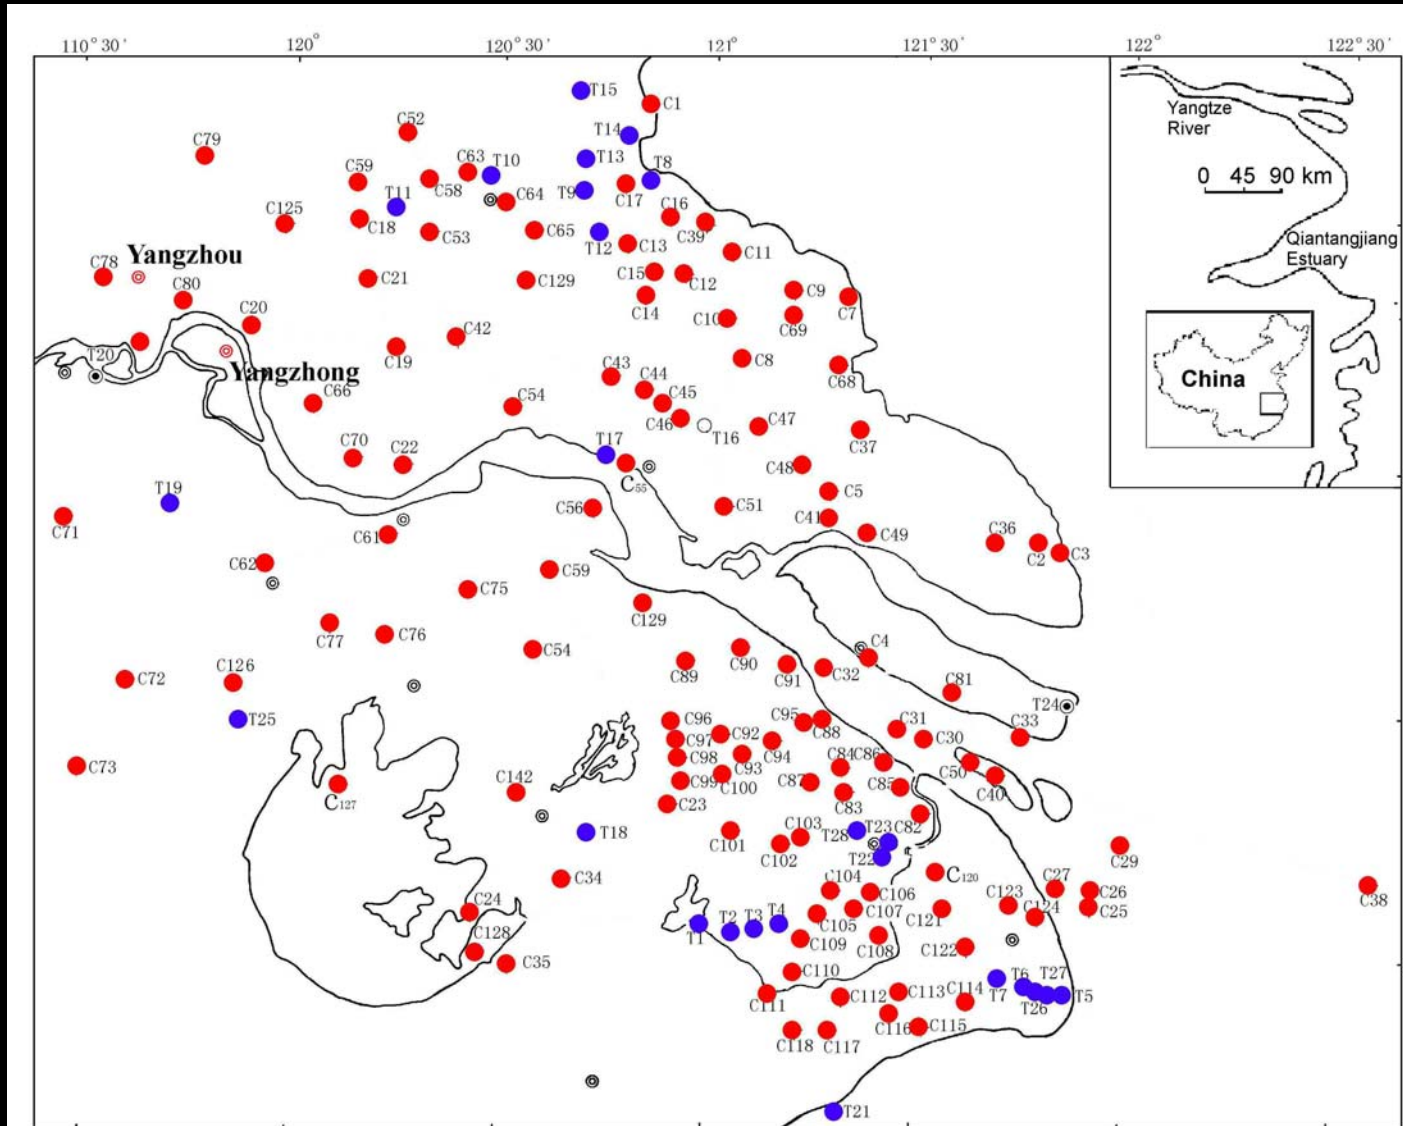 110°30′ 120° 120°30′ 121° 121°30′ 122° 122°30′
T15
C1
Yangtze
River
C52
T14
C79
T13
C63
T10
T8
C59
C58
T9
C17
0 45 90 km
T11
C64
C16
C125
C18
C53
C65
T12
C39
C13
Qiantangjiang
Estuary
Yangzhou
C11
C78
C21
C129
C15
C12
C80
C9
C14
C7
C20
C10
C69
C42
T20
C19
C8
Yangzhong
C43
C44
C68
China
C66
C54
C45
C46
T16
C47
C37
C70
C22
T17
C48
C55
T19
C5
C56
C51
C41
C71
C61
C49
C36
C2
C3
C62
C59
C75
C129
C77
C76
C4
C54
C90
C126
C89
C91
C32
C72
C81
T25
T24
C96
C95
C88
C31
C33
C97
C92
C30
C98
C94
C84
C86
C93
C50
C73
C99
C100
C87
C85
C40
C142
C127
C23
C83
C103
T28
T23
C82
T18
C101
C102
T22
C29
C34
C104
C120
C27
C106
C123
C26
C38
C24
T2
T3
T4
C105
C107
C121
C124
C25
C128
T1
C109
C108
C122
C35
C110
T6
T27
C111
C112
C113
C114
T7
T26
T5
C116
C115
C118
C117
T21